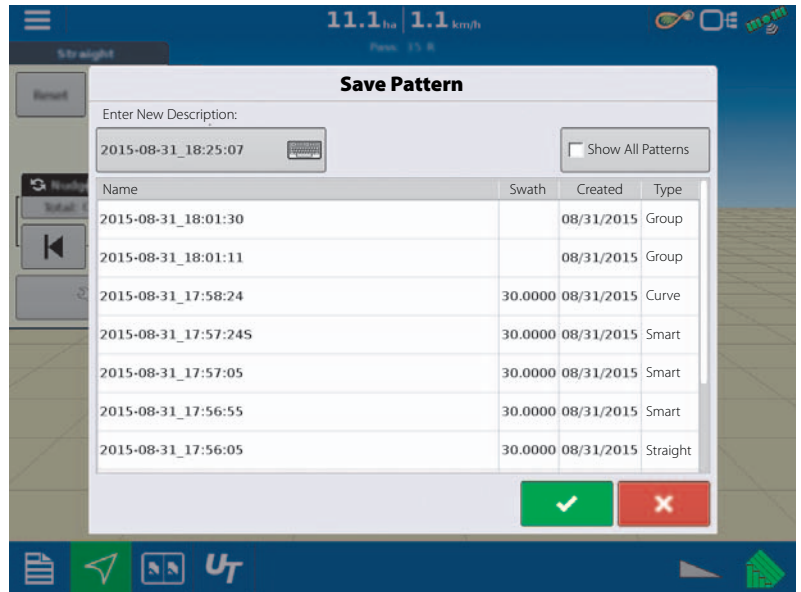 11.1 ha 1.1 km/h
Pass: 35 R
Straight
Save Pattern
Reset
Enter New Description:
2015-08-31_18:25:07
Show All Patterns
Name Swath Created Type
2015-08-31_18:01:30 08/31/2015 Group
2015-08-31_18:01:11 08/31/2015 Group
2015-08-31_17:58:24 30.0000 08/31/2015 Curve
2015-08-31_17:57:24S 30.0000 08/31/2015 Smart
2015-08-31_17:57:05 30.0000 08/31/2015 Smart
2015-08-31_17:56:55 30.0000 08/31/2015 Smart
2015-08-31_17:56:05 30.0000 08/31/2015 Straight
Total:
UT